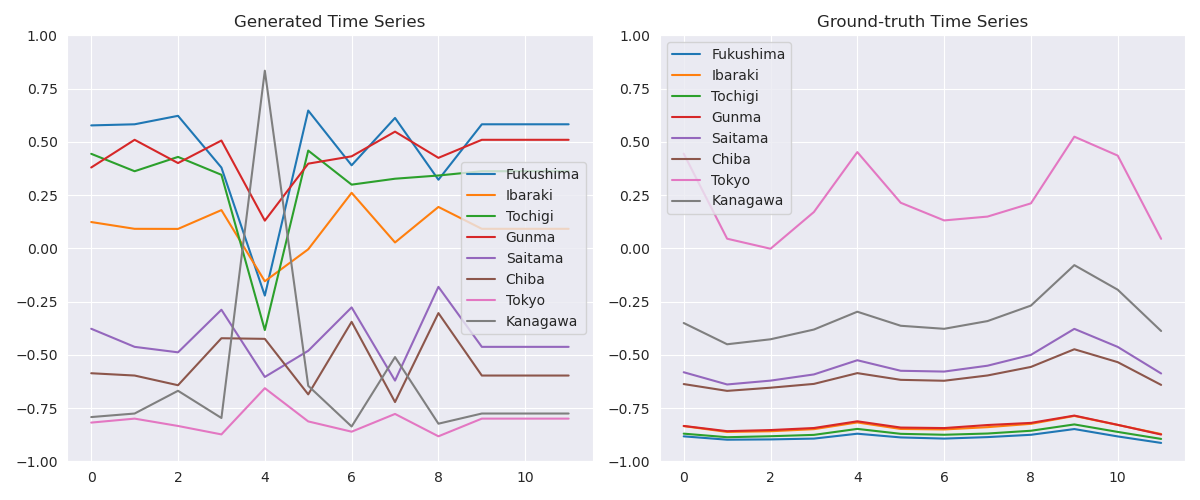 Generated Time Series
1.00
0.75
0.50
0.25
0.00
−0.25
−0.50
−0.75
−1.00
0 2 4 6 8 10
Fukushima
Ibaraki
Tochigi
Gunma
Saitama
Chiba
Tokyo
Kanagawa
Ground-truth Time Series
1.00
0.75
0.50
0.25
0.00
−0.25
−0.50
−0.75
−1.00
0 2 4 6 8 10
Fukushima
Ibaraki
Tochigi
Gunma
Saitama
Chiba
Tokyo
Kanagawa